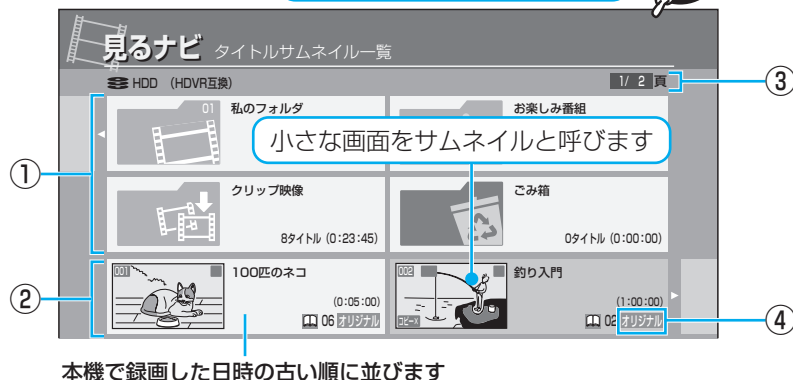 見るナビ タイトルサムネイル一覧
HDD (HDVR互換) 1/ 2 頁
③
01 私のフォルダ
お楽しみ番組
小さな画面をサムネイルと呼びます
①
クリップ映像
8タイトル (0:23:45)
ごみ箱
0タイトル (0:00:00)
②
001 100匹のネコ
(0:05:00)
06 オリジナル
002 釣り入門
(1:00:00)
コピー× 02 オリジナル
④
本機で録画した日時の古い順に並びます